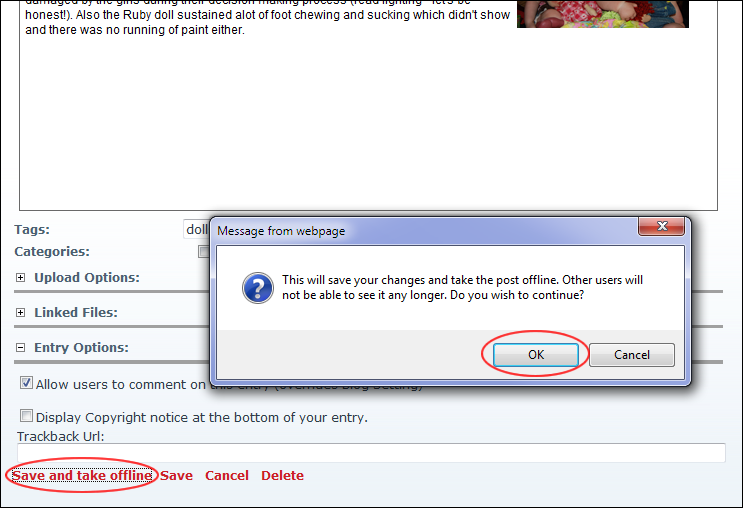 damaged by the girls during their decision making process (read fighting - let's be
honest!). Also the Ruby doll sustained alot of foot chewing and sucking which didn't show
and there was no running of paint either.
Tags:
doll
Categories:
Message from webpage
This will save your changes and take the post offline. Other users will
not be able to see it any longer. Do you wish to continue?
OK
Cancel
Upload Options:
Linked Files:
Entry Options:
Allow users to comment on this entry (overrides Blog Setting)
Display Copyright notice at the bottom of your entry.
Trackback Url:
Save and take offline Save Cancel Delete